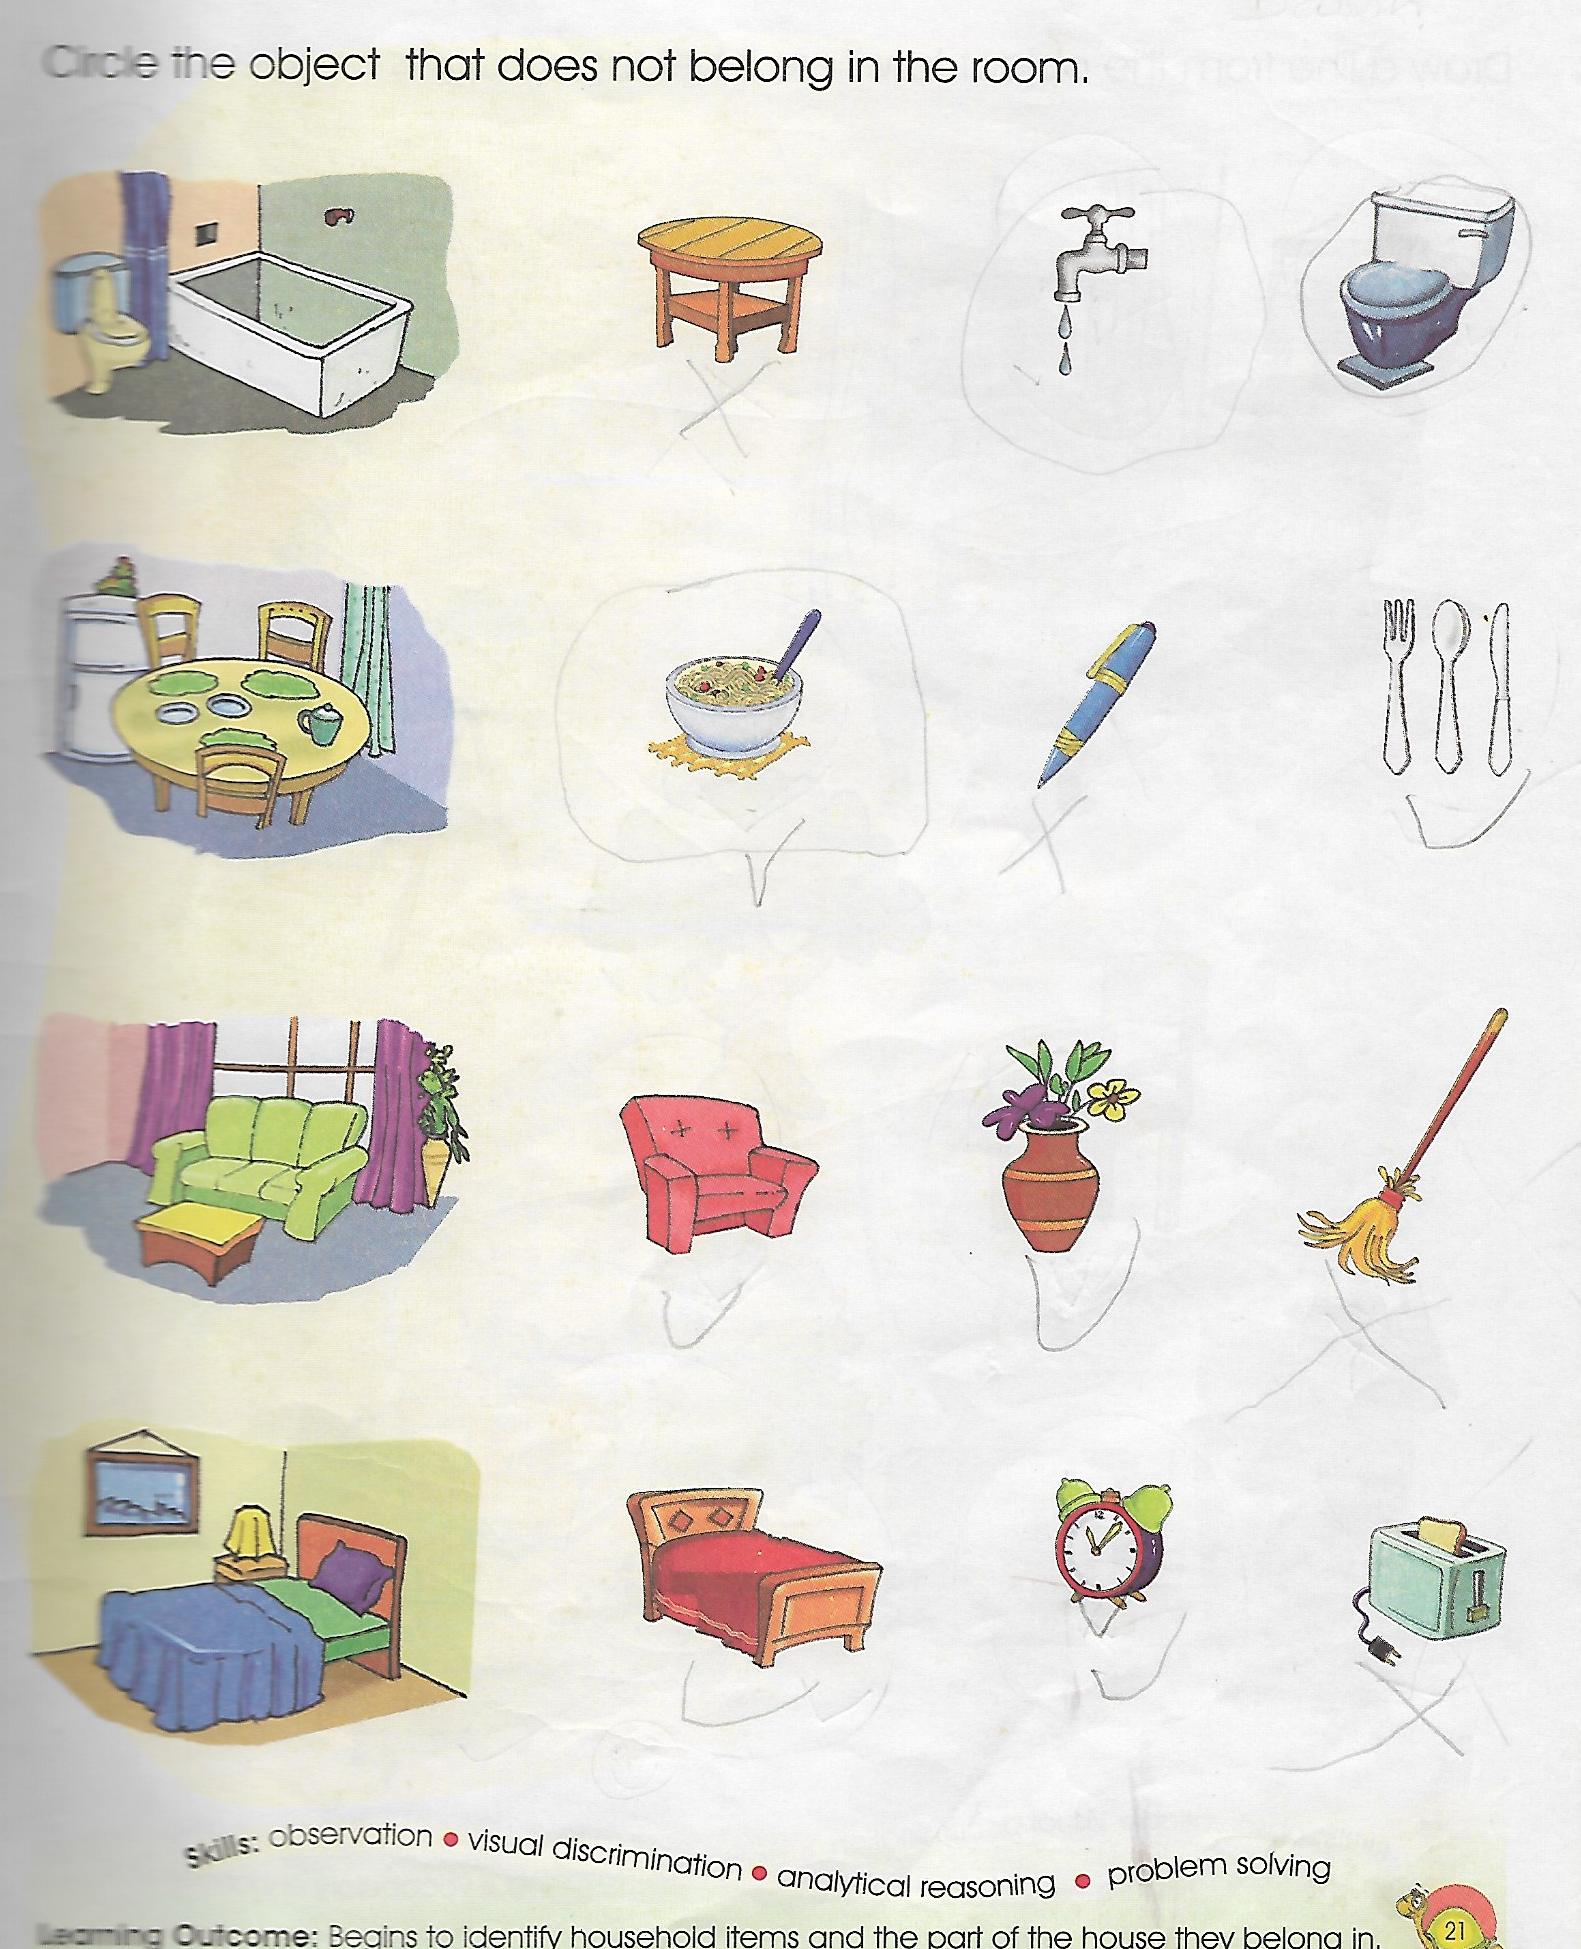 Circle the object that does not belong in the room.
Skills: observation • visual discrimination • analytical reasoning • problem solving
Learning Outcome: Begins to identify household items and the part of the house they belong in.
21